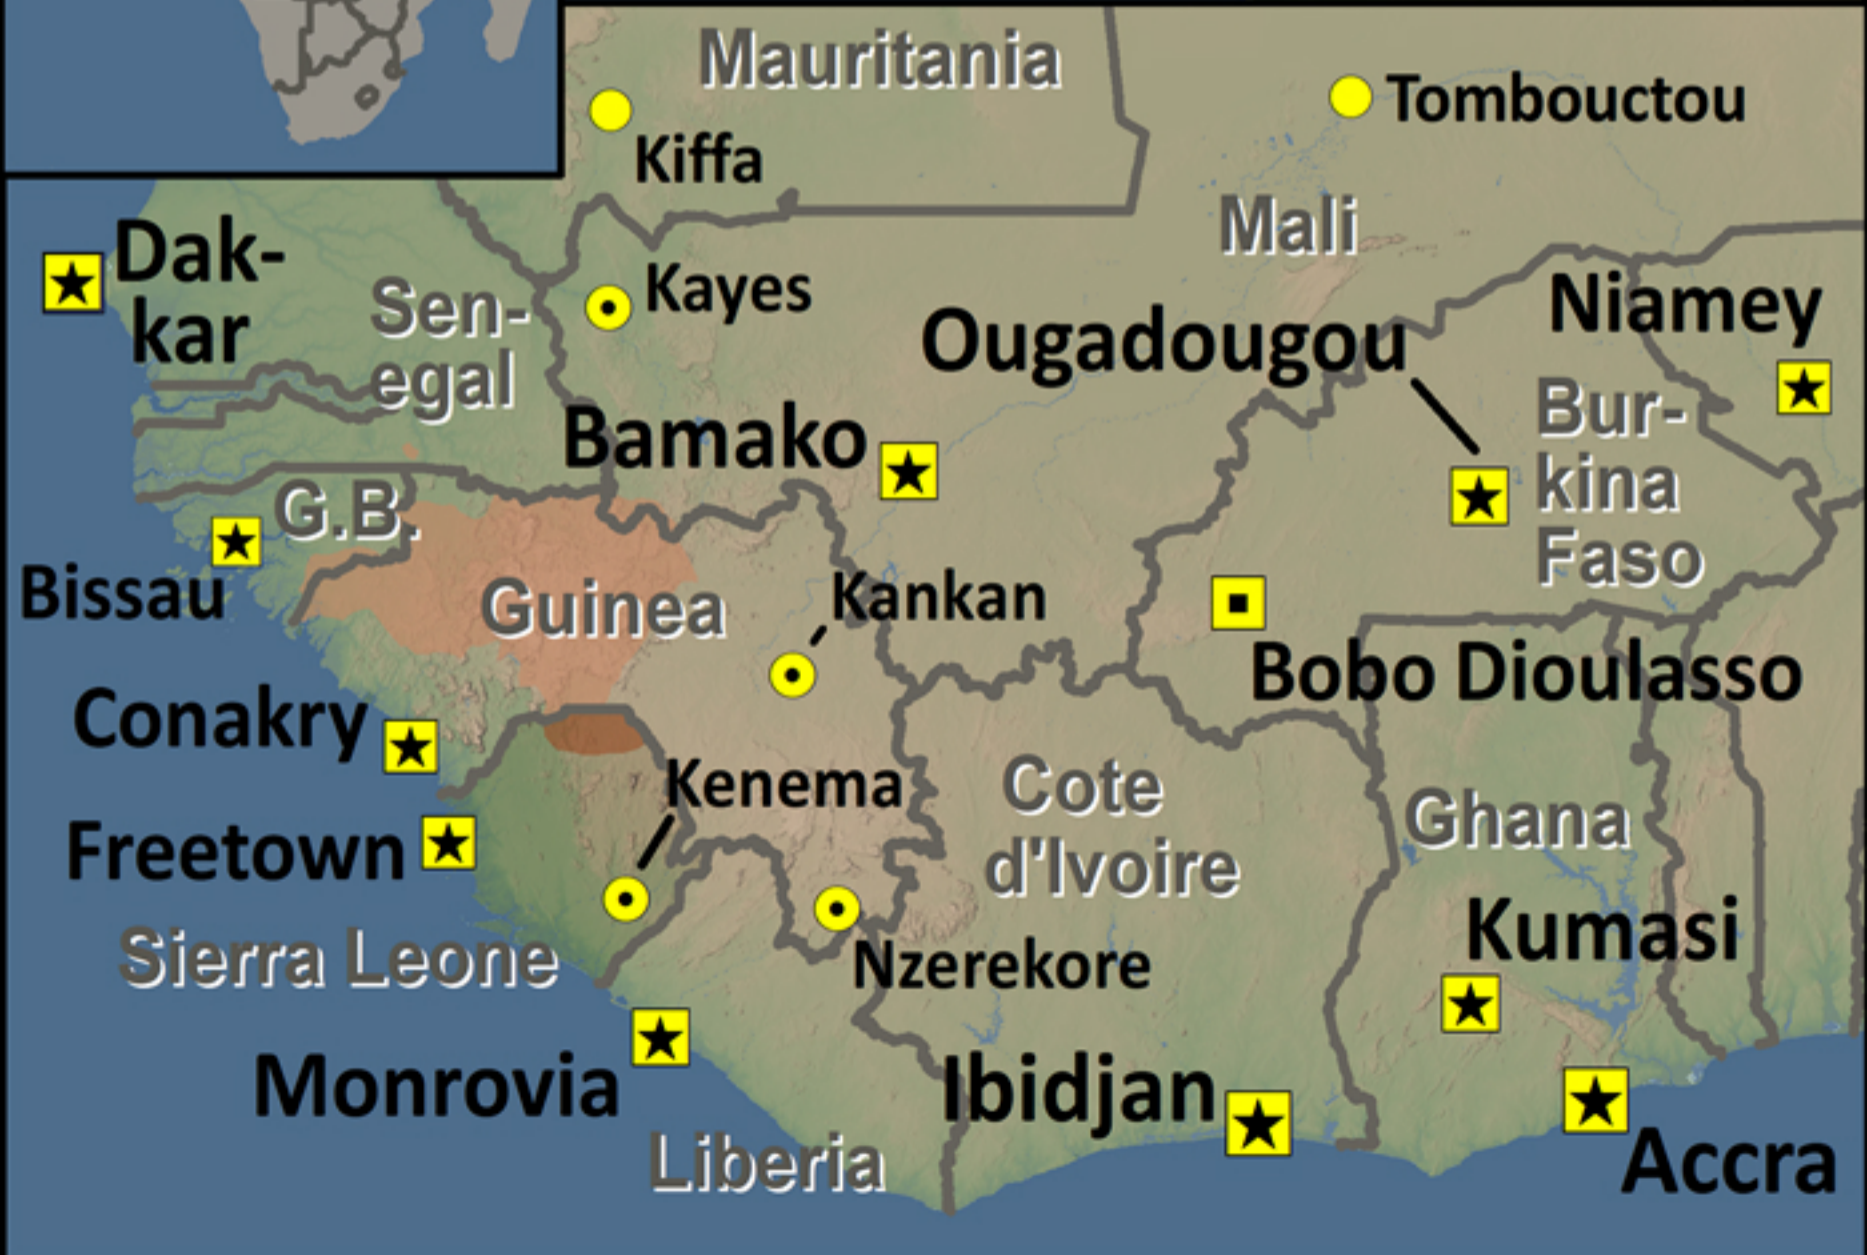 Mauritania
Tombouctou
Kiffa
Mali
Dak-
kar
Sen-
egal
Kayes
Ougadougou
Niamey
Bur-
kina
Faso
Bamako
G.B.
Bissau
Guinea
Kankan
Bobo Dioulasso
Conakry
Kenema
Cote
d'Ivoire
Ghana
Freetown
Kumasi
Sierra Leone
Nzerekore
Monrovia
Ibidjan
Liberia
Accra